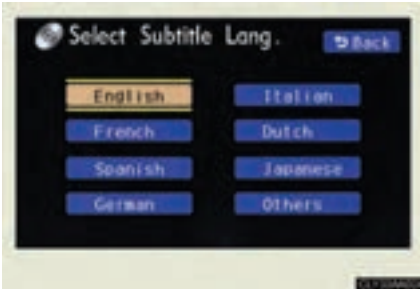 Select Subtitle Lang.
Back
English
Italian
French
Dutch
Spanish
Japanese
German
Others